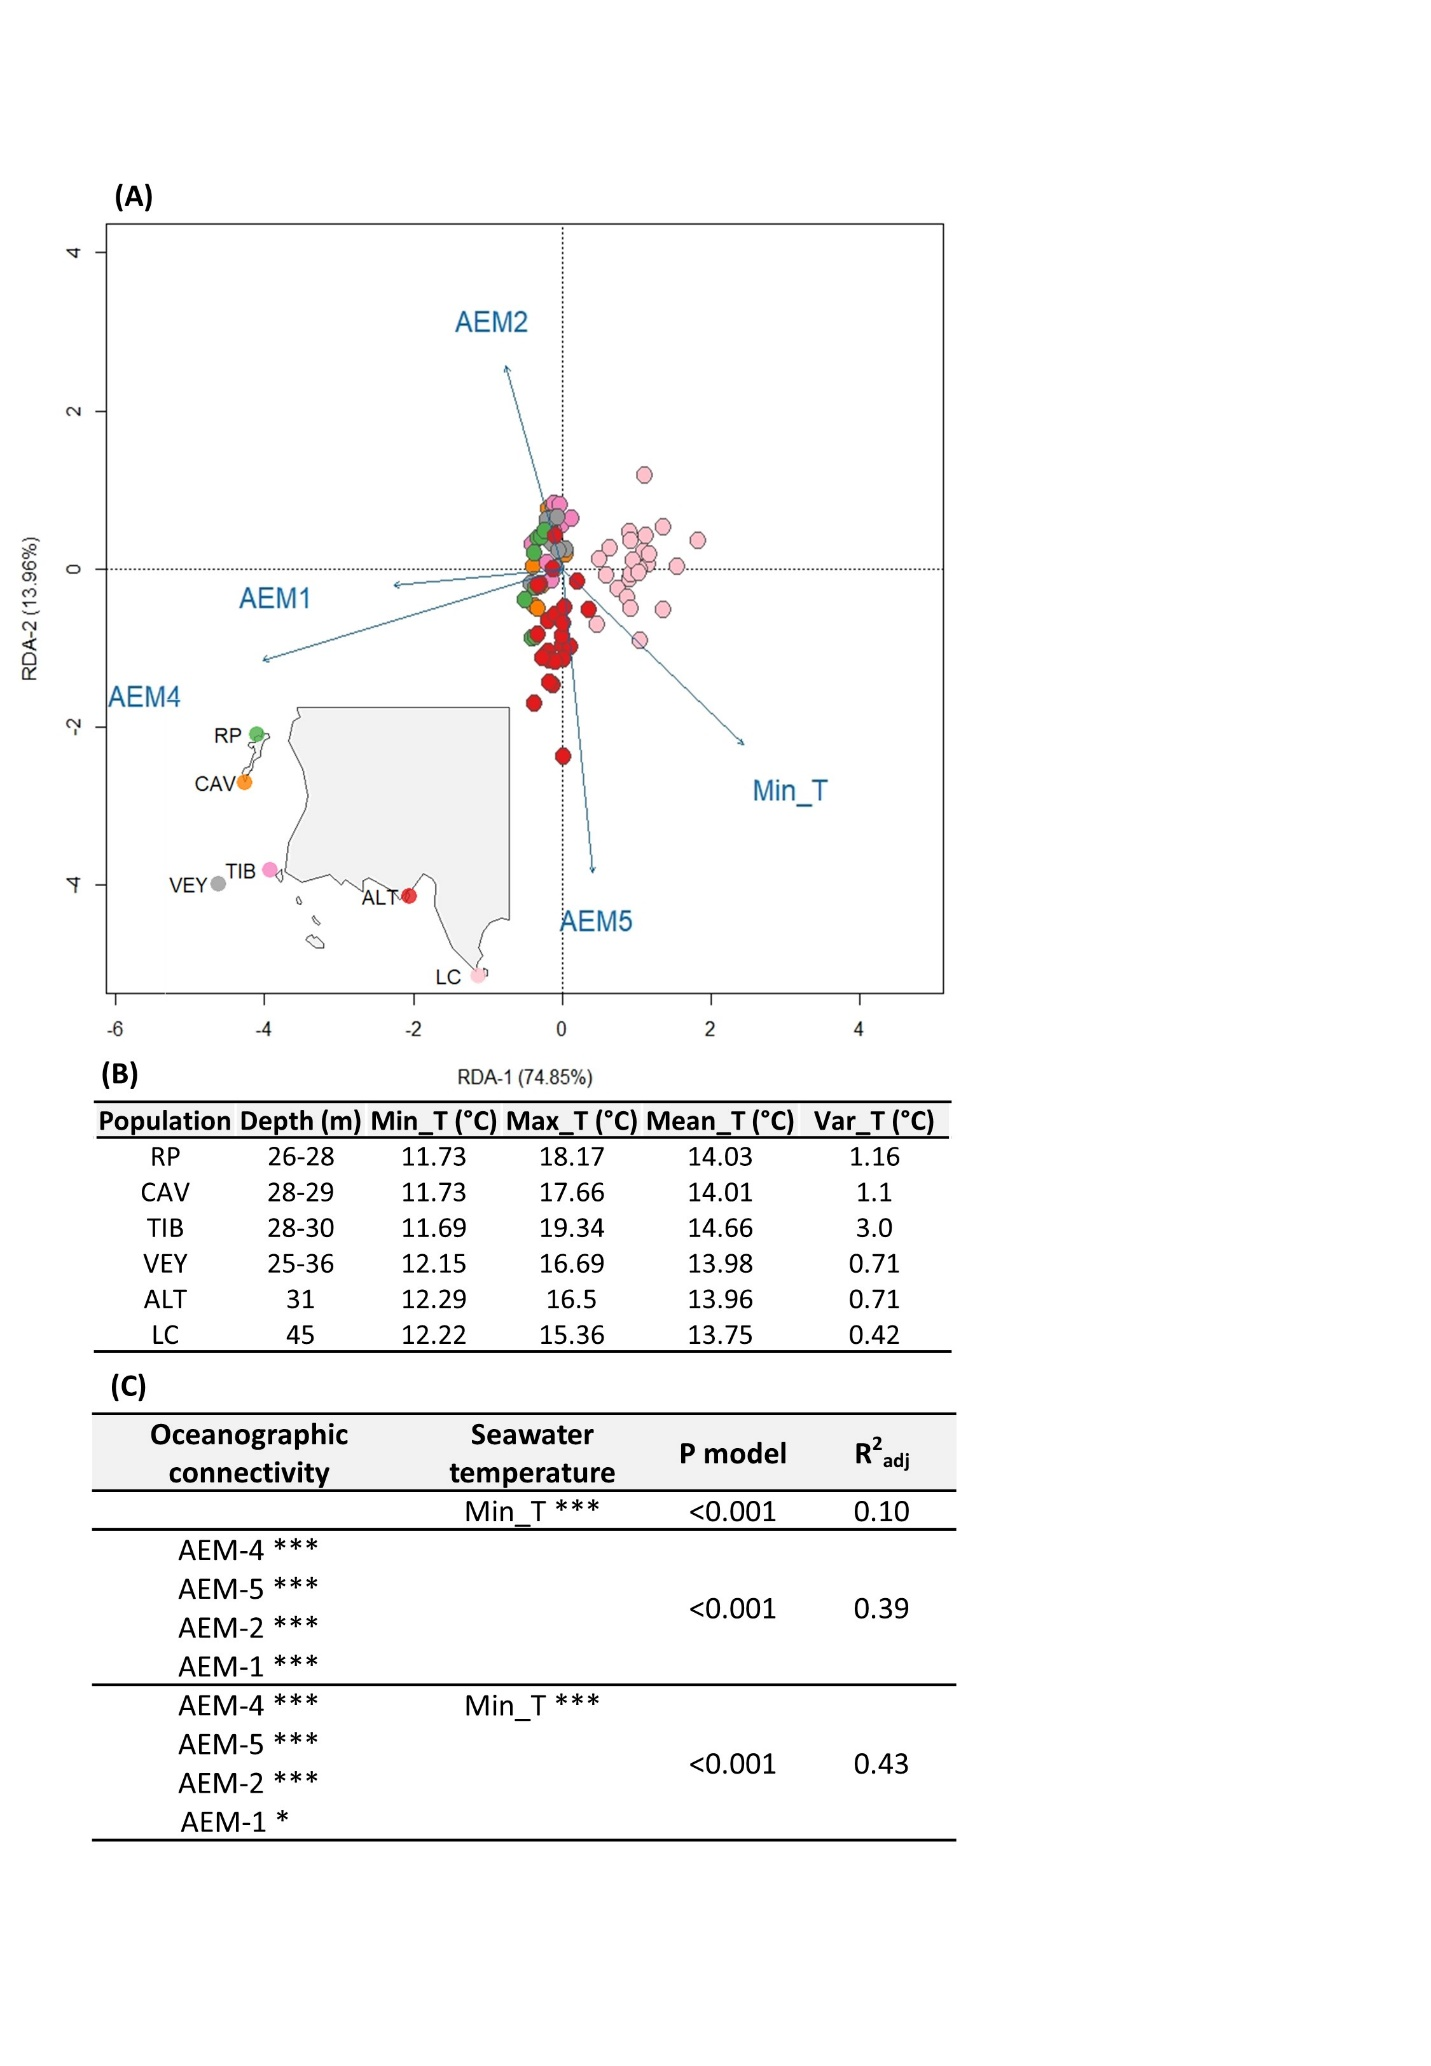 (A)
4
2
0
-2
-4
RDA-2 (13.96%)
AEM2
AEM1
AEM4
Min_T
AEM5
RP
CAV
VEY
TIB
ALT
LC
-6 -4 -2 0 2 4
RDA-1 (74.85%)
(B)
Population Depth (m) Min_T (°C) Max_T (°C) Mean_T (°C) Var_T (°C)
RP 26-28 11.73 18.17 14.03 1.16
CAV 28-29 11.73 17.66 14.01 1.1
TIB 28-30 11.69 19.34 14.66 3.0
VEY 25-36 12.15 16.69 13.98 0.71
ALT 31 12.29 16.5 13.96 0.71
LC 45 12.22 15.36 13.75 0.42
(C)
Oceanographic connectivity Seawater temperature P model R²adj
Min_T *** <0.001 0.10
AEM-4 ***
AEM-5 ***
<0.001 0.39
AEM-2 ***
AEM-1 ***
AEM-4 *** Min_T ***
AEM-5 ***
<0.001 0.43
AEM-2 ***
AEM-1 *